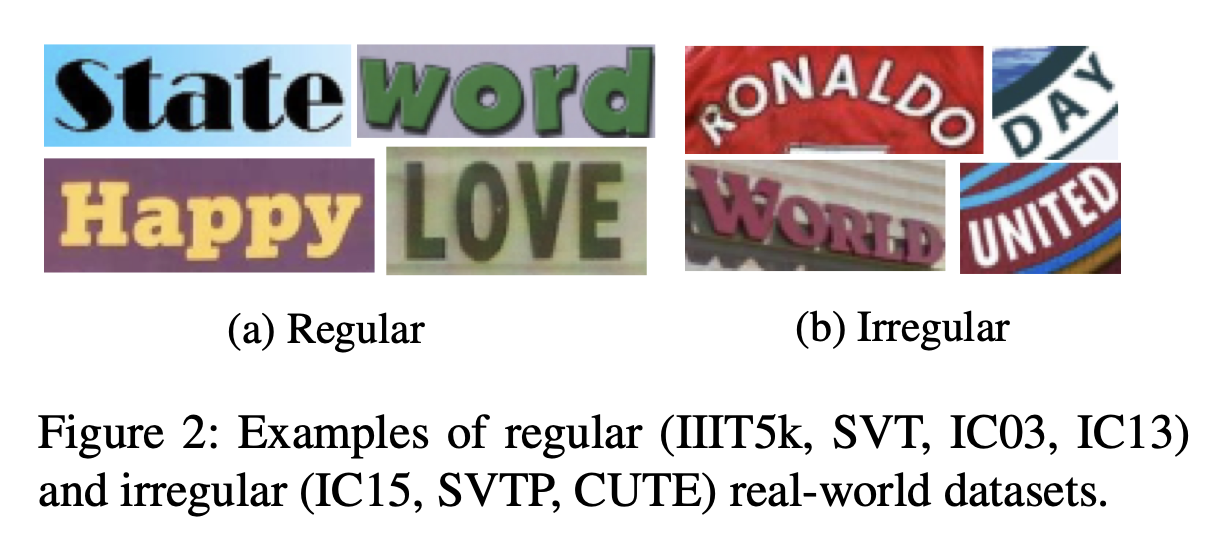 State word
Happy LOVE
RONALDO DAY
WORLD UNITED
(a) Regular
(b) Irregular
Figure 2: Examples of regular (IIIT5k, SVT, IC03, IC13)
and irregular (IC15, SVTP, CUTE) real-world datasets.